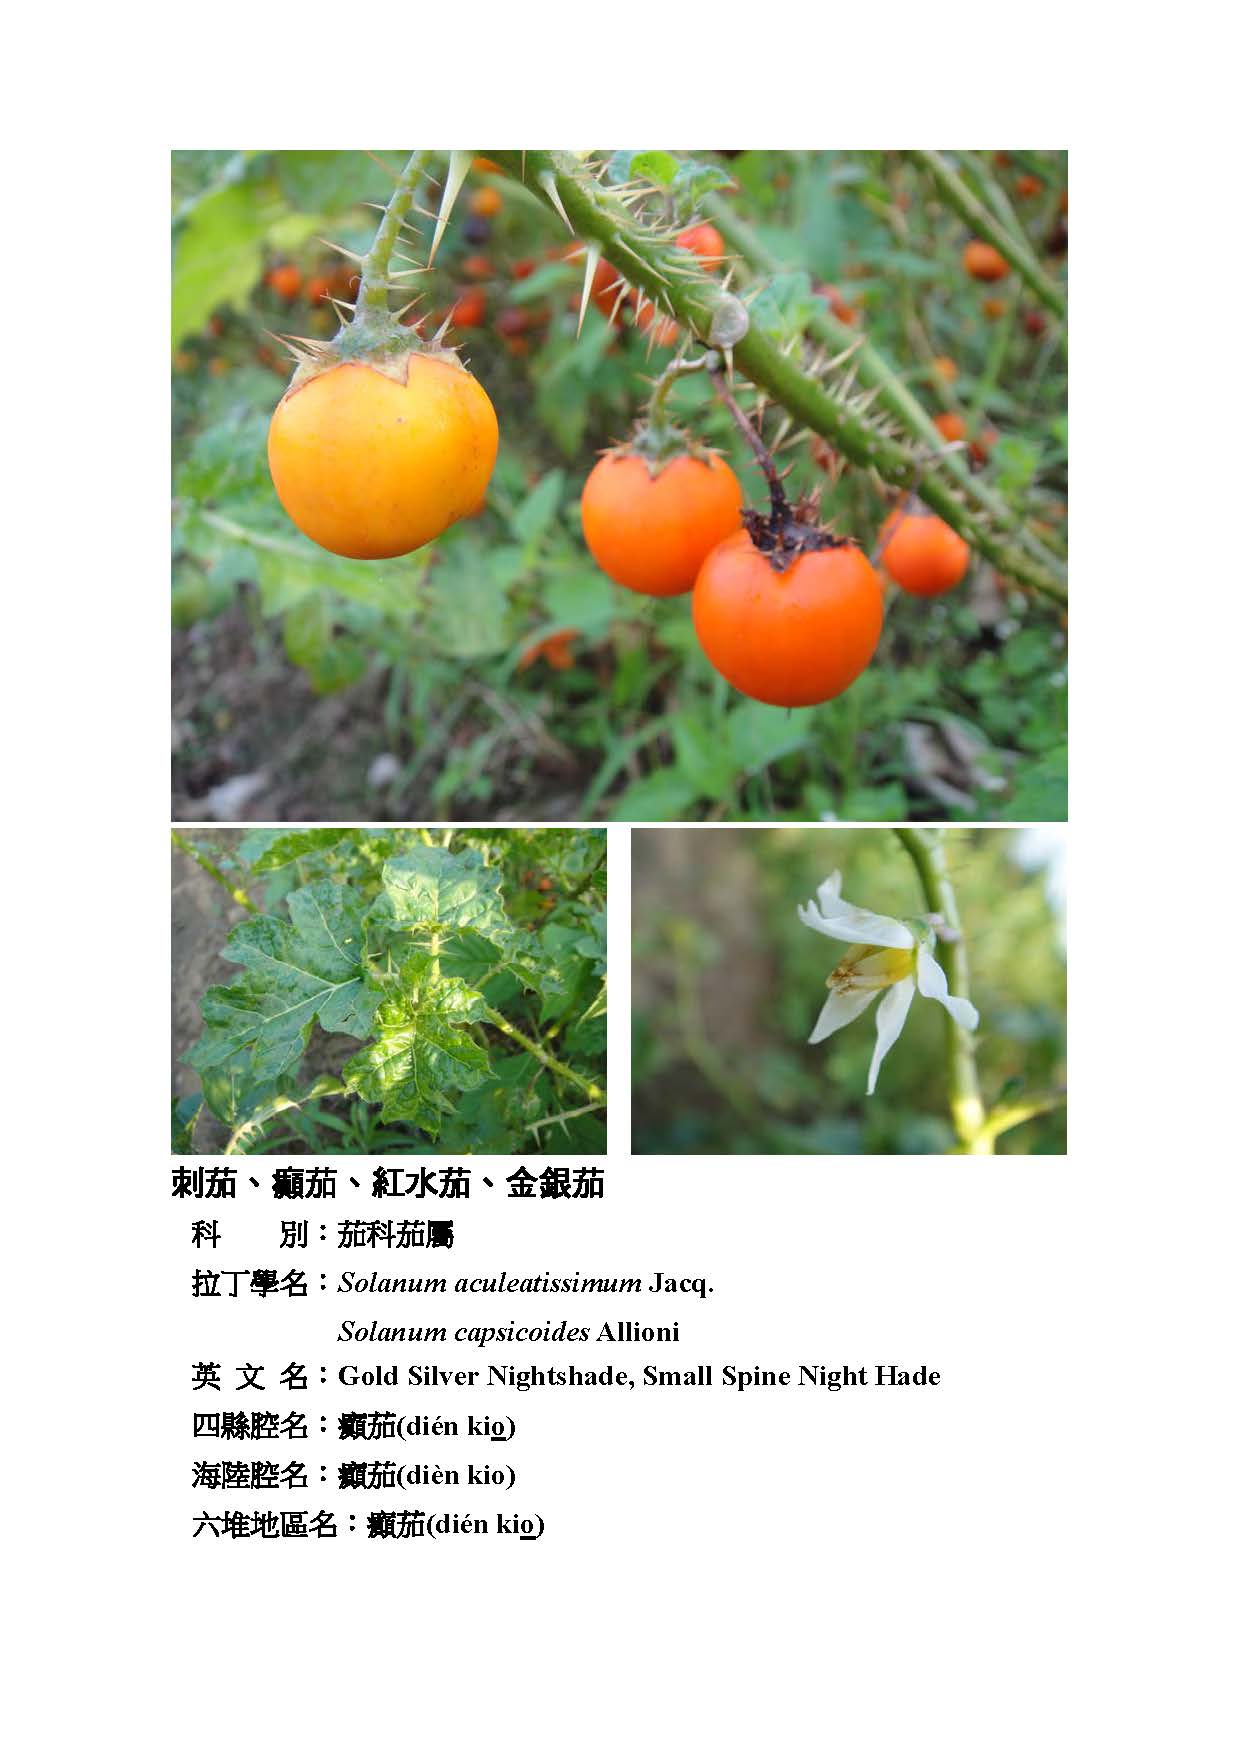 刺茄、癲茄、紅水茄、金銀茄
科　　別：茄科茄屬
拉丁學名：Solanum aculeatissimum Jacq.
Solanum capsicoides Allioni
英 文 名：Gold Silver Nightshade, Small Spine Night Hade
四縣腔名：癲茄(dién kio)
海陸腔名：癲茄(dièn kio)
六堆地區名：癲茄(dién kio)